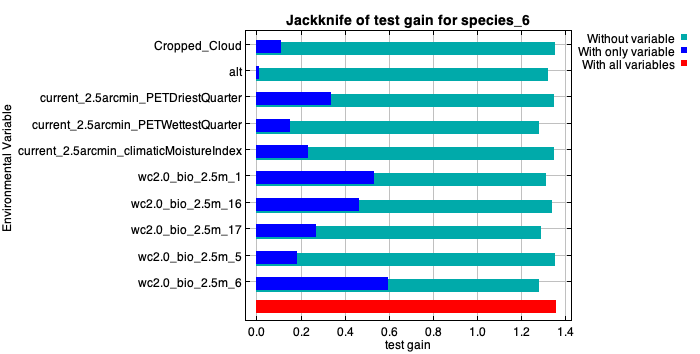 Jackknife of test gain for species_6
Without variable
With only variable
With all variables
Environmental Variable
Cropped_Cloud
alt
current_2.5arcmin_PETDriestQuarter
current_2.5arcmin_PETWettestQuarter
current_2.5arcmin_climaticMoistureIndex
wc2.0_bio_2.5m_1
wc2.0_bio_2.5m_16
wc2.0_bio_2.5m_17
wc2.0_bio_2.5m_5
wc2.0_bio_2.5m_6
0.0 0.2 0.4 0.6 0.8 1.0 1.2 1.4
test gain